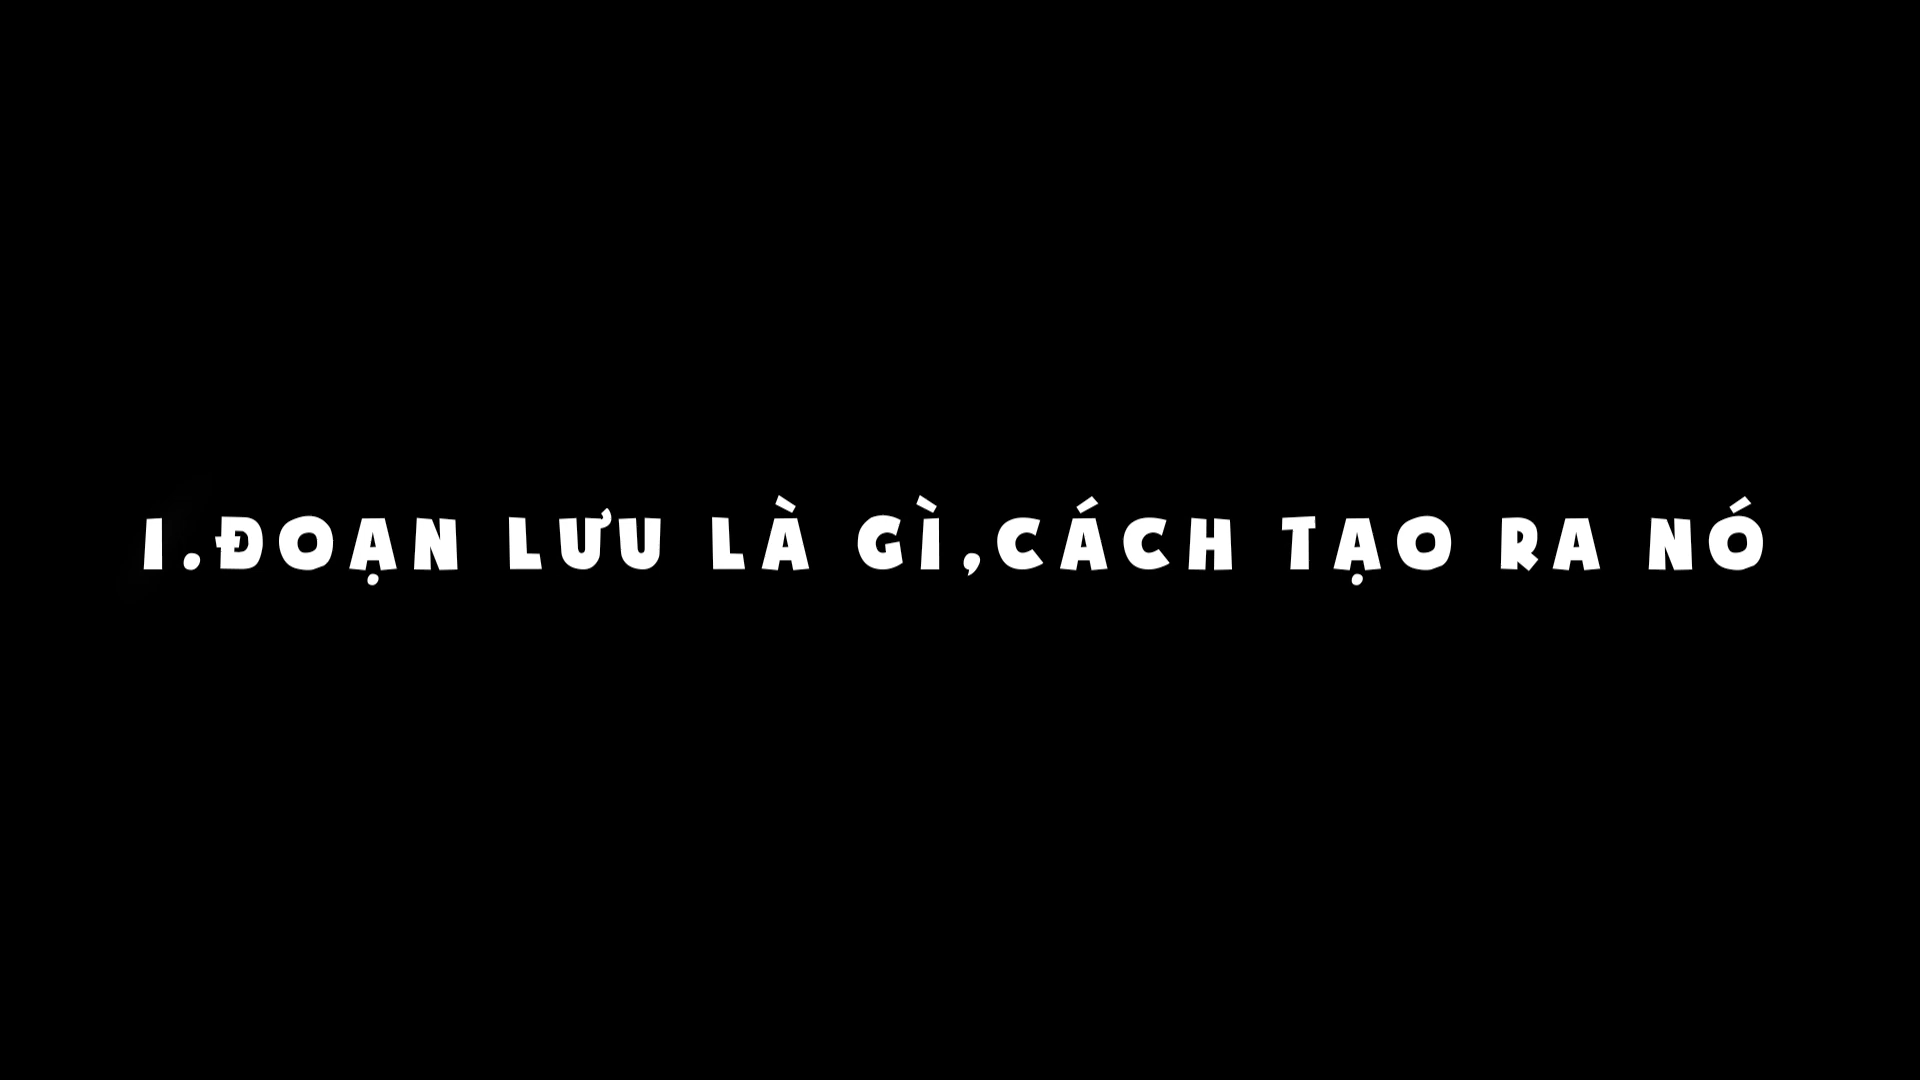 1.ĐOẠN LƯU LÀ GÌ,CÁCH TẠO RA NÓ